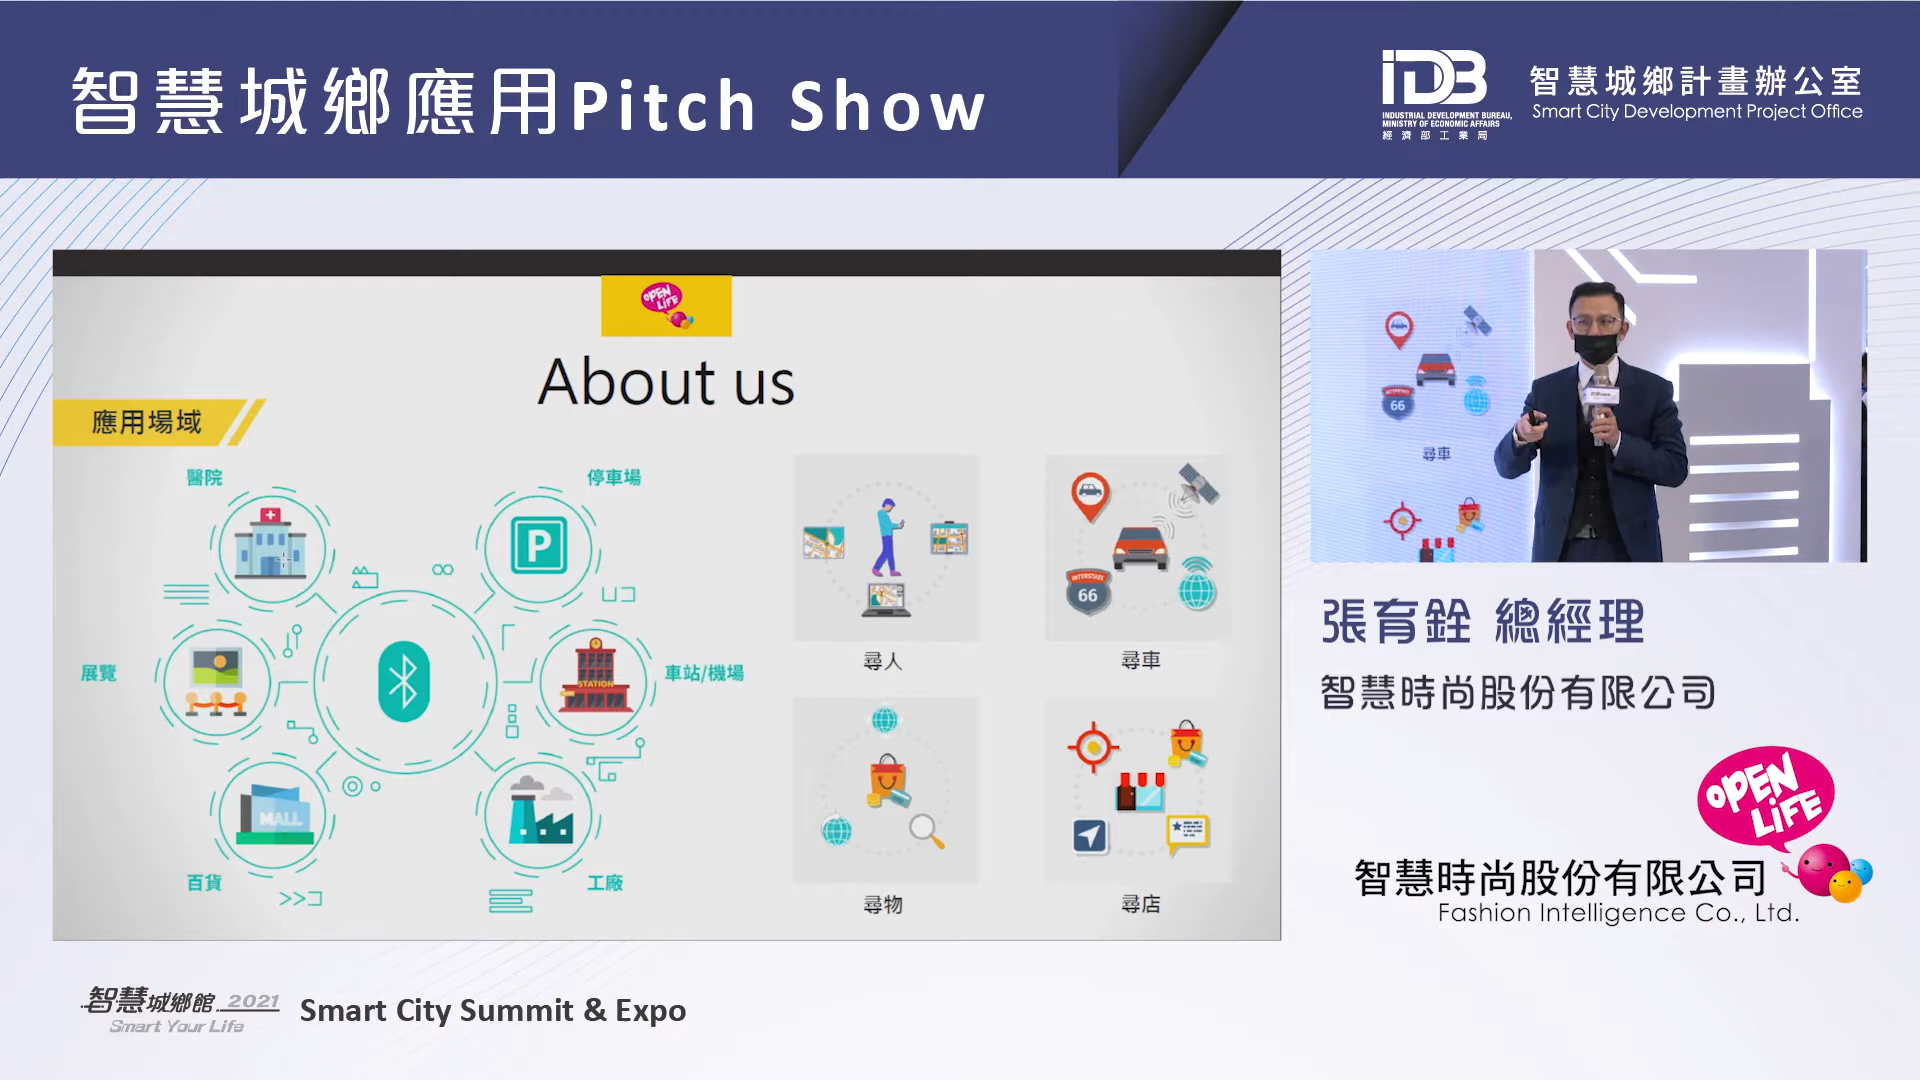 智慧城鄉應用Pitch Show
IDB
INDUSTRIAL DEVELOPMENT BUREAU,
MINISTRY OF ECONOMIC AFFAIRS
經濟部工業局
智慧城鄉計畫辦公室
Smart City Development Project Office
OPEN LIFE
About us
應用場域
醫院
停車場
P
展覽
STATION
車站/機場
MALL
百貨
工廠
尋人
INTERSTATE
66
尋車
尋物
尋店
66
尋車
張育銓 總經理
智慧時尚股份有限公司
OPEN LIFE
智慧時尚股份有限公司
Fashion Intelligence Co., Ltd.
智慧城鄉館 2021
Smart Your Life
Smart City Summit & Expo